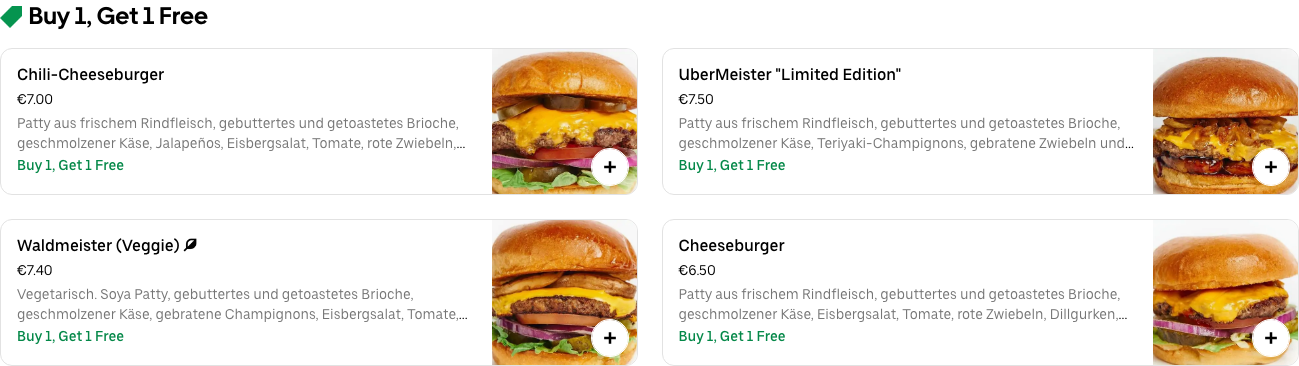 Buy 1, Get 1 Free
Chili-Cheeseburger
€7.00
Patty aus frischem Rindfleisch, gebuttertes und getoastetes Brioche,
geschmolzener Käse, Jalapeños, Eisbergsalat, Tomate, rote Zwiebeln,...
Buy 1, Get 1 Free
UberMeister "Limited Edition"
€7.50
Patty aus frischem Rindfleisch, gebuttertes und getoastetes Brioche,
geschmolzener Käse, Teriyaki-Champignons, gebratene Zwiebeln und...
Buy 1, Get 1 Free
Waldmeister (Veggie)
€7.40
Vegetarisch. Soya Patty, gebuttertes und getoastetes Brioche,
geschmolzener Käse, gebratene Champignons, Eisbergsalat, Tomate,...
Buy 1, Get 1 Free
Cheeseburger
€6.50
Patty aus frischem Rindfleisch, gebuttertes und getoastetes Brioche,
geschmolzener Käse, Eisbergsalat, Tomate, rote Zwiebeln, Dillgurken,...
Buy 1, Get 1 Free